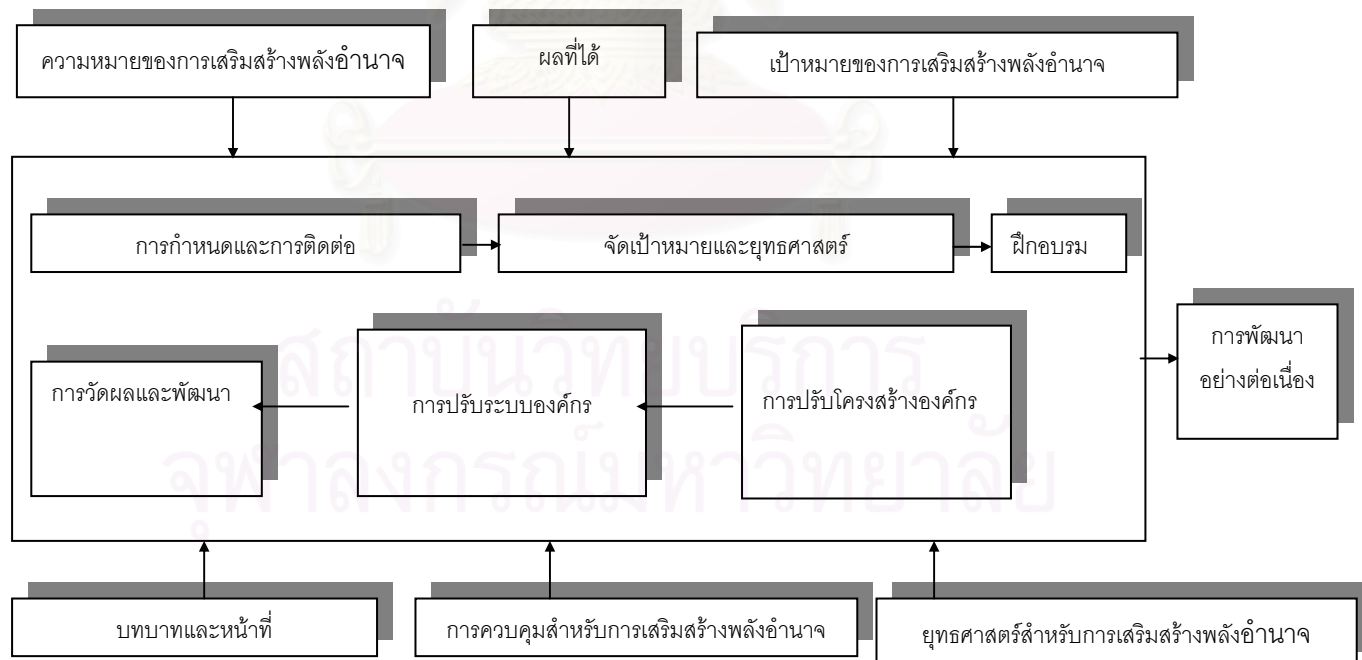 ความหมายของการเสริมสร้างพลังอำนาจ
ผลที่ได้
เป้าหมายของการเสริมสร้างพลังอำนาจ
การกำหนดและการติดต่อ
จัดเป้าหมายและยุทธศาสตร์
ฝึกอบรม
การวัดผลและพัฒนา
การปรับระบบองค์กร
การปรับโครงสร้างองค์กร
การพัฒนา
อย่างต่อเนื่อง
สถาบันวิทยบริการ
จุฬาลงกรณ์มหาวิทยาลัย
บทบาทและหน้าที่
การควบคุมสำหรับการเสริมสร้างพลังอำนาจ
ยุทธศาสตร์สำหรับการเสริมสร้างพลังอำนาจ